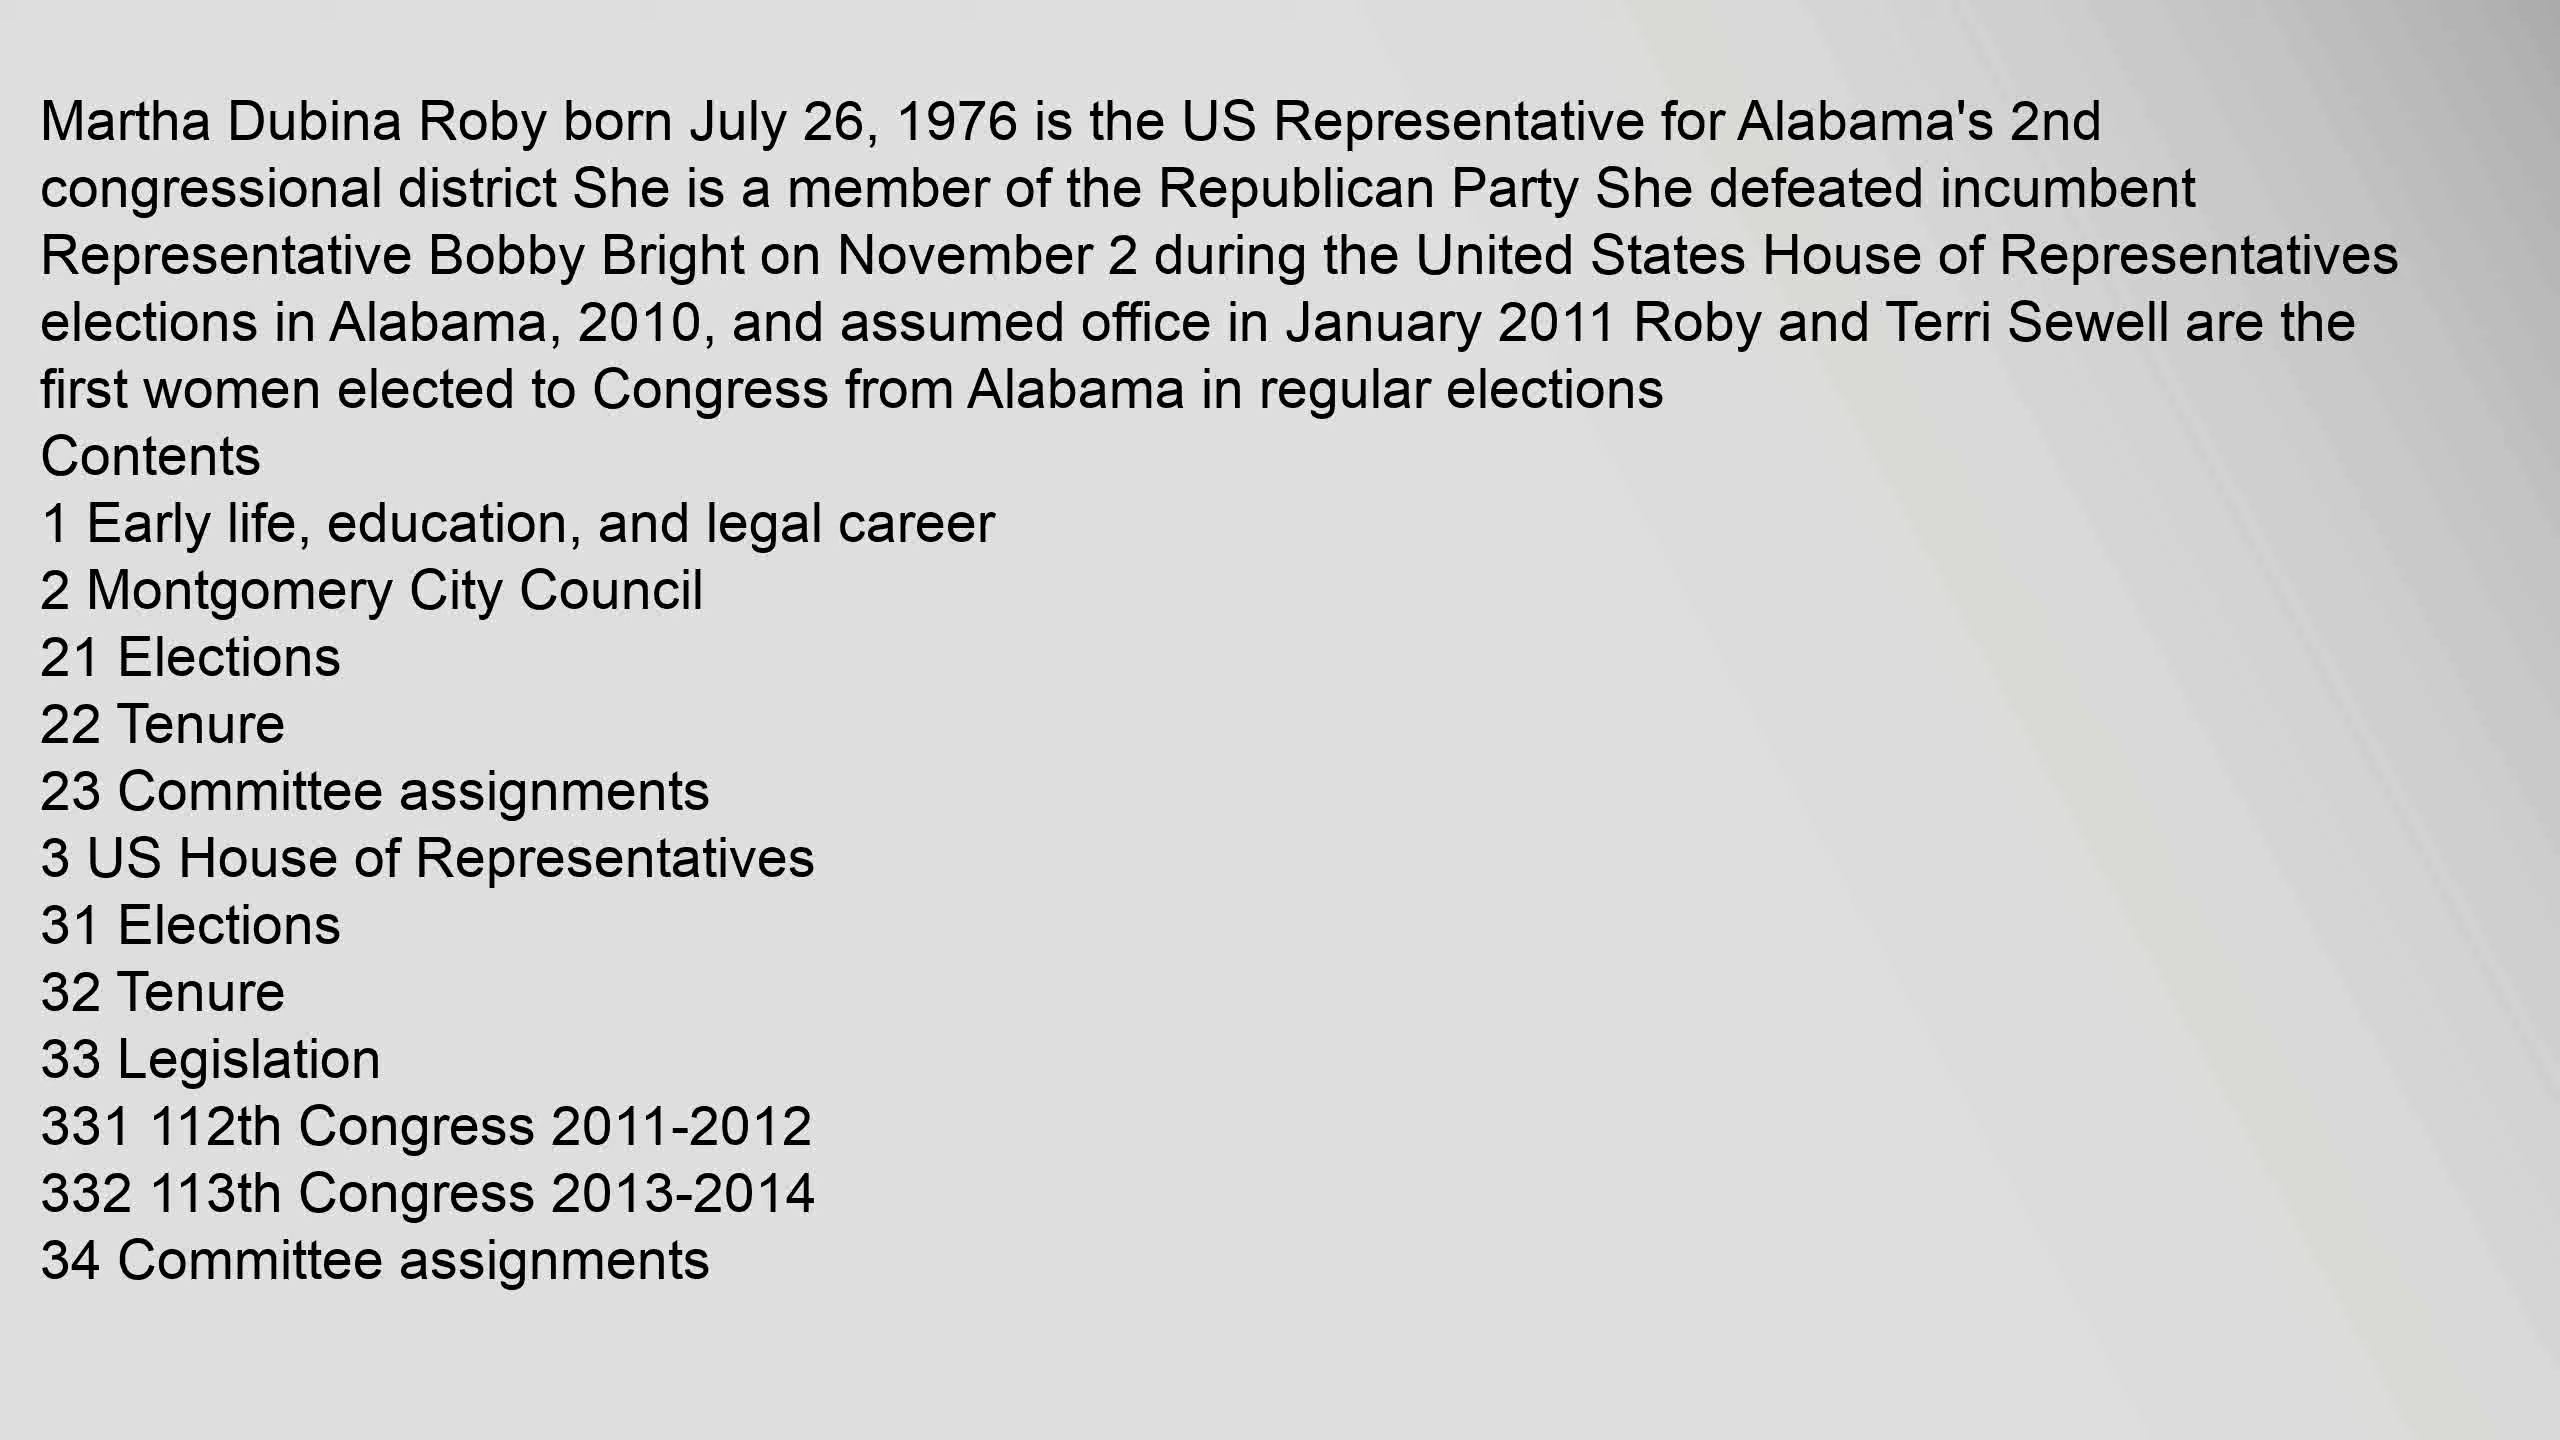 Martha Dubina Roby born July 26, 1976 is the US Representative for Alabama's 2nd
congressional district She is a member of the Republican Party She defeated incumbent
Representative Bobby Bright on November 2 during the United States House of Representatives
elections in Alabama, 2010, and assumed office in January 2011 Roby and Terri Sewell are the
first women elected to Congress from Alabama in regular elections
Contents
1 Early life, education, and legal career
2 Montgomery City Council
21 Elections
22 Tenure
23 Committee assignments
3 US House of Representatives
31 Elections
32 Tenure
33 Legislation
331 112th Congress 2011-2012
332 113th Congress 2013-2014
34 Committee assignments